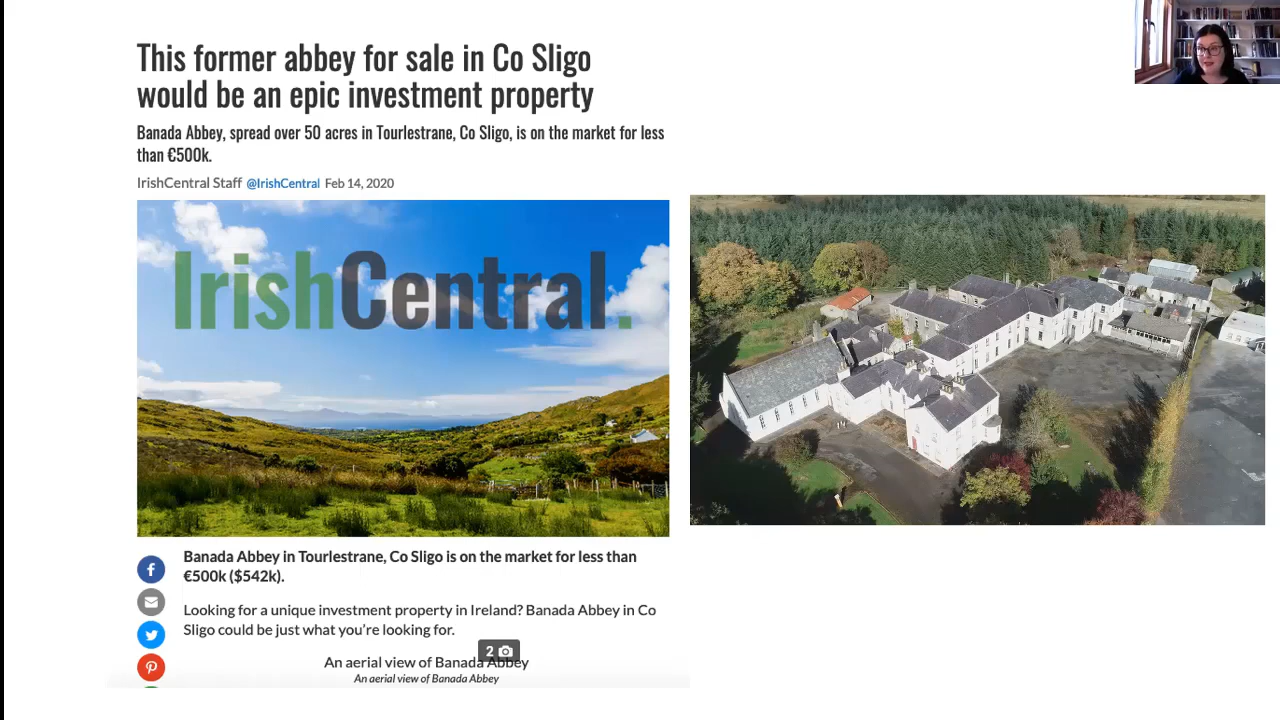 This former abbey for sale in Co Sligo
would be an epic investment property
Banada Abbey, spread over 50 acres in Tourlestrane, Co Sligo, is on the market for less
than €500k.
IrishCentral Staff @IrishCentral Feb 14, 2020
IrishCentral.
Banada Abbey in Tourlestrane, Co Sligo is on the market for less than
€500k ($542k).
Looking for a unique investment property in Ireland? Banada Abbey in Co
Sligo could be just what you're looking for.
2
An aerial view of Banada Abbey
An aerial view of Banada Abbey